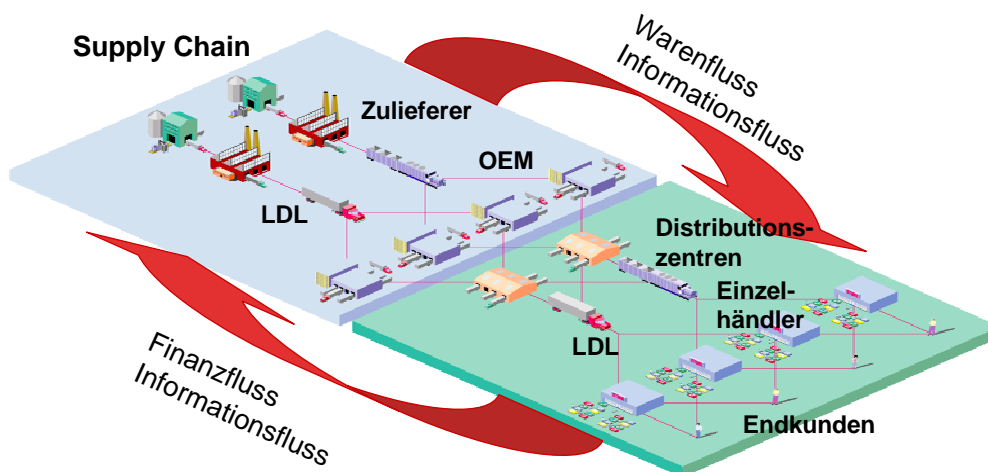 Supply Chain
Warenfluss
Informationsfluss
Zulieferer
OEM
LDL
Distributions-
zentren
Einzel-
händler
LDL
Finanzfluss
Informationsfluss
Endkunden